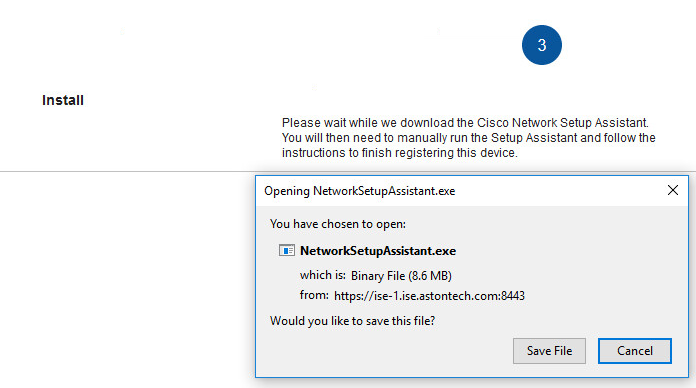 3
Install
Please wait while we download the Cisco Network Setup Assistant.
You will then need to manually run the Setup Assistant and follow the
instructions to finish registering this device.
Opening NetworkSetupAssistant.exe
You have chosen to open:
NetworkSetupAssistant.exe
which is: Binary File (8.6 MB)
from: https://ise-1.ise.astontech.com:8443
Would you like to save this file?
Save File Cancel